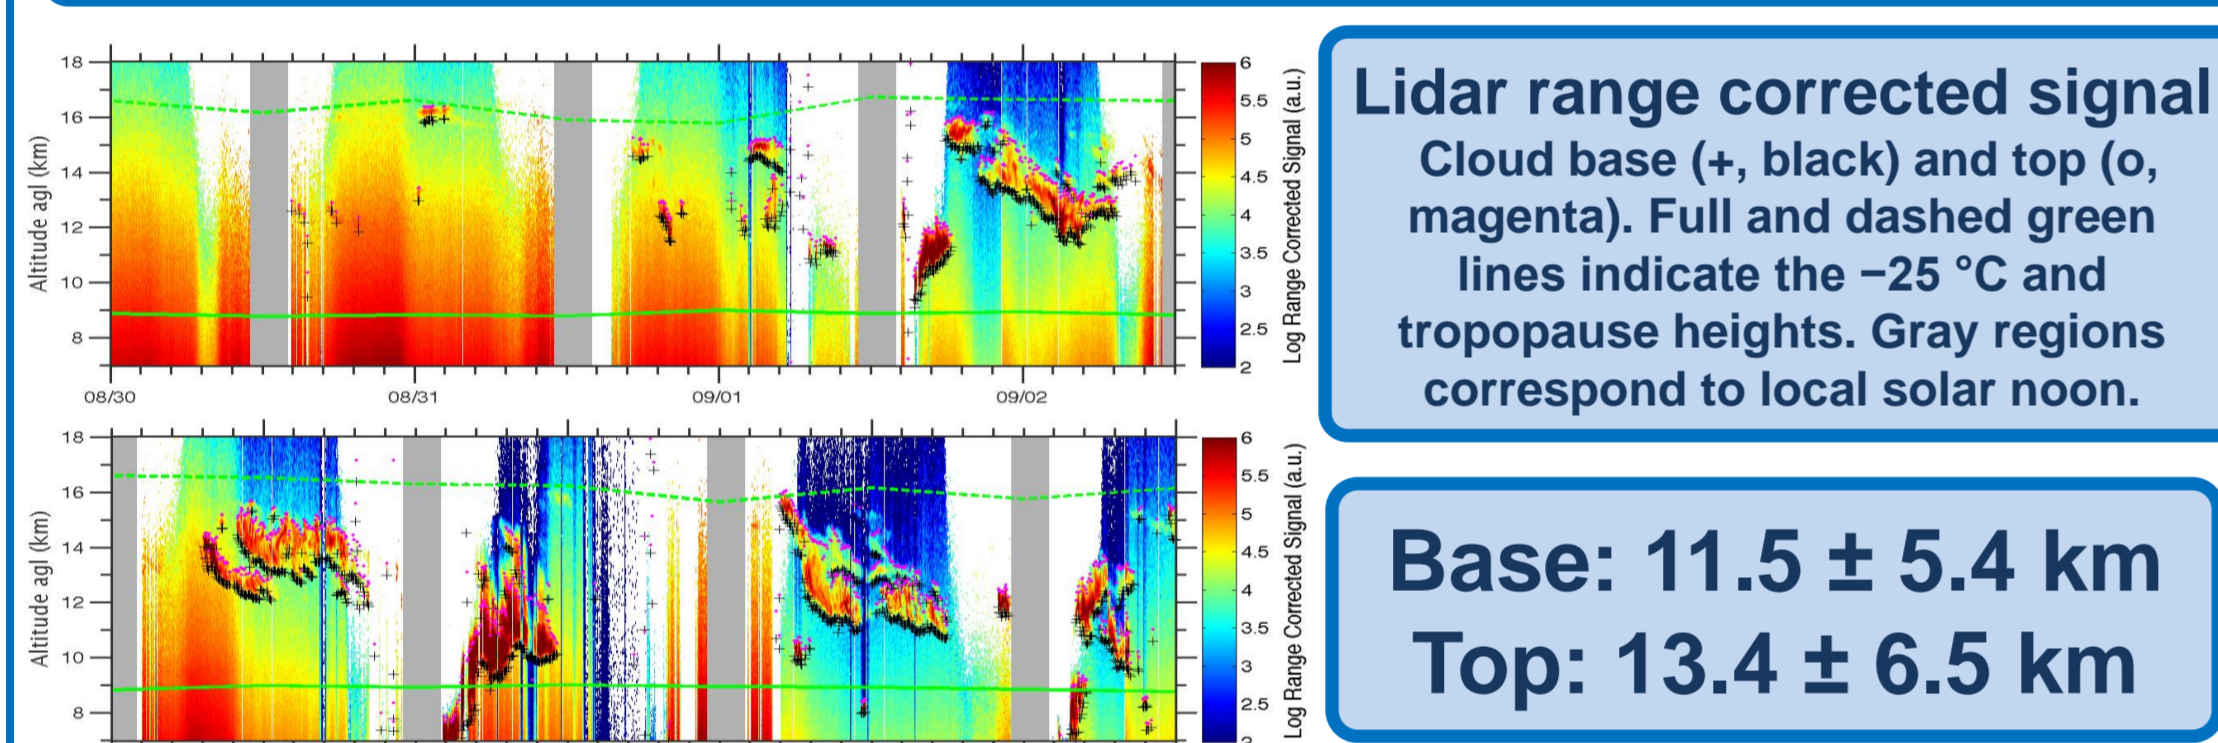 18
16
14
12
10
8
Altitude agl (km)
08/30
08/31
09/01
09/02
6
5.5
5
4.5
4
3.5
3
2.5
2
Log Range Corrected Signal (a.u.)
Lidar range corrected signal
Cloud base (+, black) and top (o,
magenta). Full and dashed green
lines indicate the −25 °C and
tropopause heights. Gray regions
correspond to local solar noon.
18
16
14
12
10
8
Altitude agl (km)
6
5.5
5
4.5
4
3.5
3
2.5
2
Log Range Corrected Signal (a.u.)
Base: 11.5 ± 5.4 km
Top: 13.4 ± 6.5 km